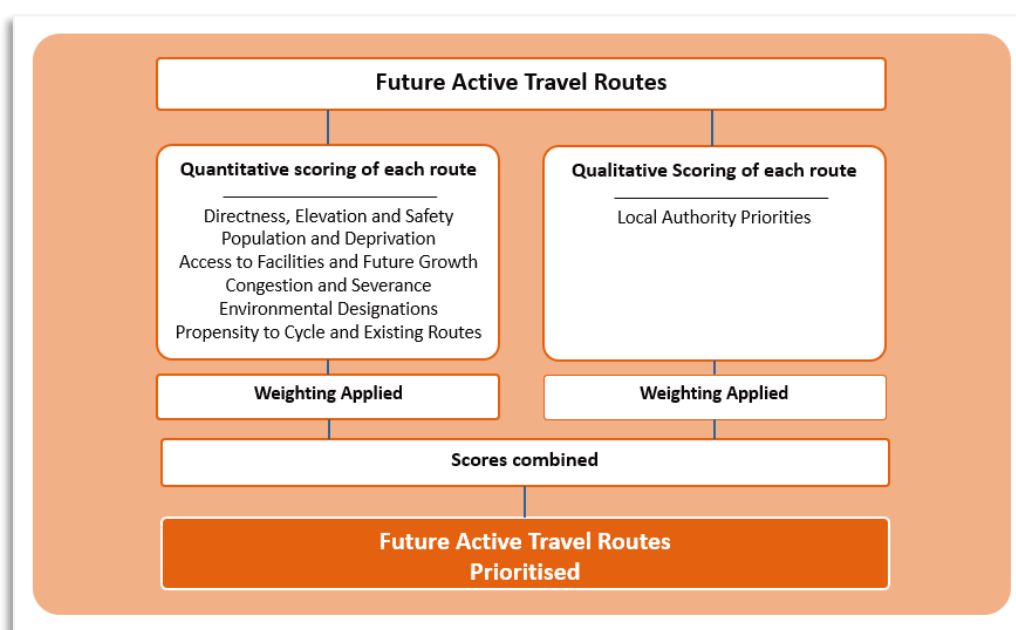 Future Active Travel Routes
Quantitative scoring of each route
Directness, Elevation and Safety
Population and Deprivation
Access to Facilities and Future Growth
Congestion and Severance
Environmental Designations
Propensity to Cycle and Existing Routes
Weighting Applied
Qualitative Scoring of each route
Local Authority Priorities
Weighting Applied
Scores combined
Future Active Travel Routes
Prioritised